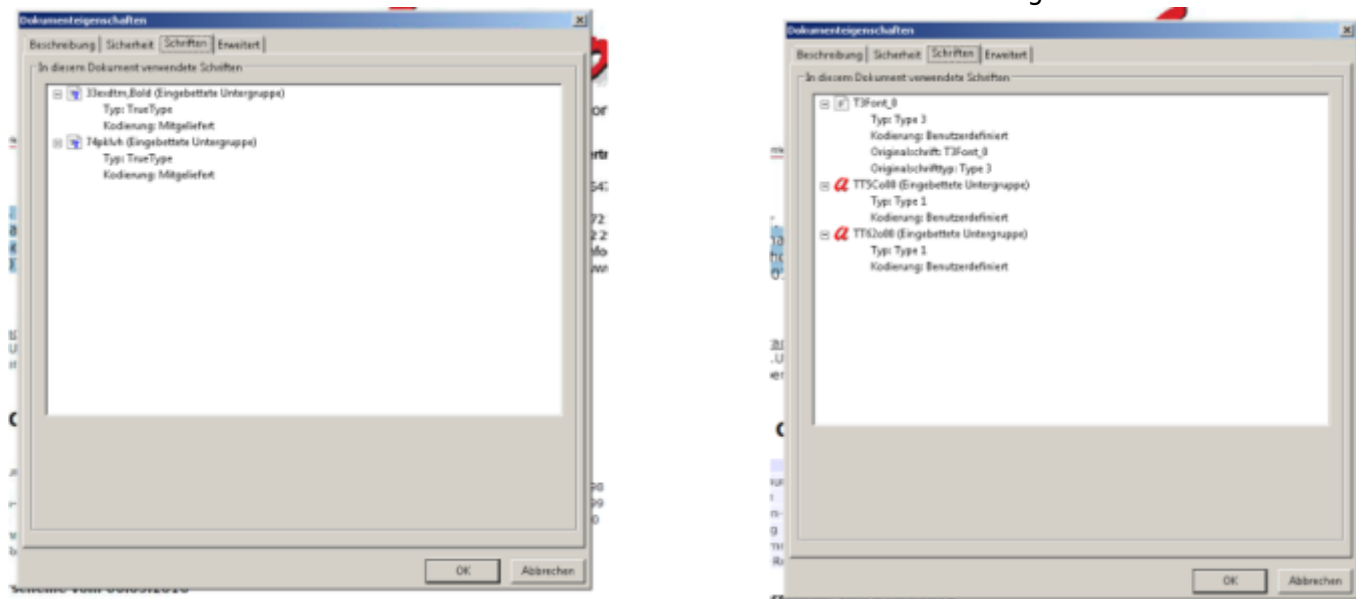 Dokumenteigenschaften
Beschreibung Sicherheit Schriften Erweitert
In diesem Dokument verwendete Schriften
33exdtm,Bold (Eingebettete Untergruppe)
Typ: TrueType
Kodierung: Mitgeliefert
74pklvh (Eingebettete Untergruppe)
Typ: TrueType
Kodierung: Mitgeliefert
OK Abbrechen
Dokumenteigenschaften
Beschreibung Sicherheit Schriften Erweitert
In diesem Dokument verwendete Schriften
T3Font_0
Typ: Type 3
Kodierung: Benutzerdefiniert
Originalschrift: T3Font_0
Originalschrifttyp: Type 3
TT5Co00 (Eingebettete Untergruppe)
Typ: Type 1
Kodierung: Benutzerdefiniert
TT62o00 (Eingebettete Untergruppe)
Typ: Type 1
Kodierung: Benutzerdefiniert
OK Abbrechen